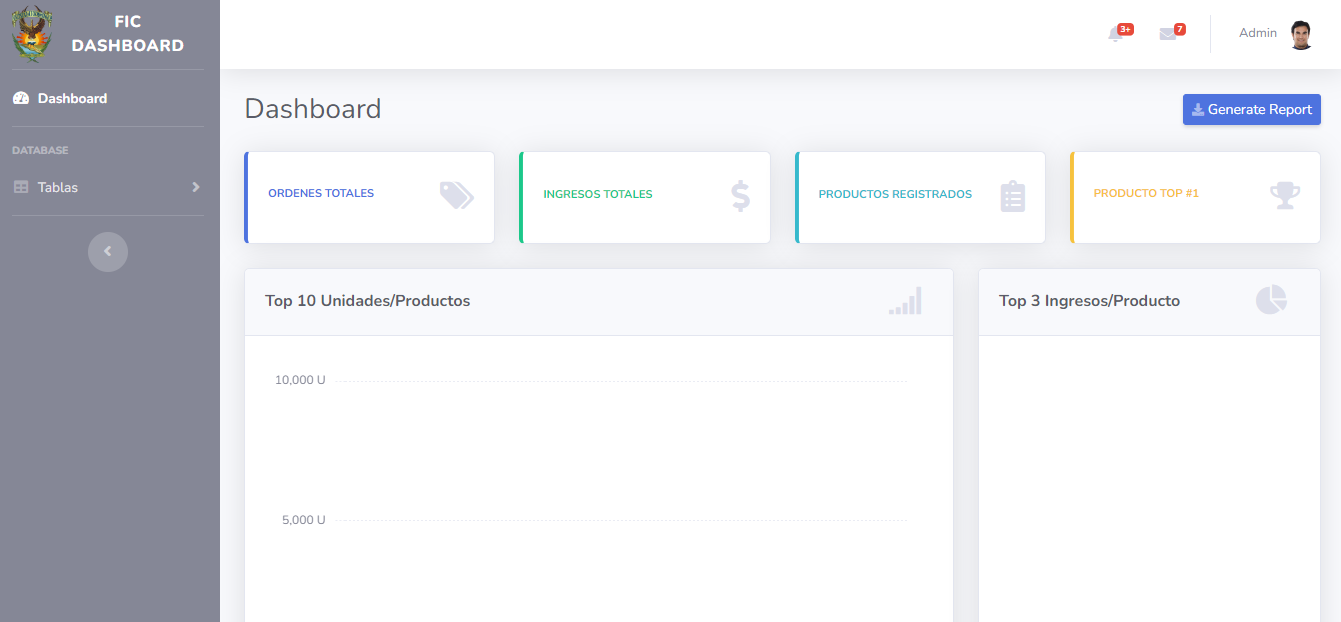 FIC
DASHBOARD
3+
7
Admin
Dashboard
DATABASE
Tablas
Dashboard
Generate Report
ORDENES TOTALES
INGRESOS TOTALES
PRODUCTOS REGISTRADOS
PRODUCTO TOP #1
Top 10 Unidades/Productos
Top 3 Ingresos/Producto
10,000 U
5,000 U